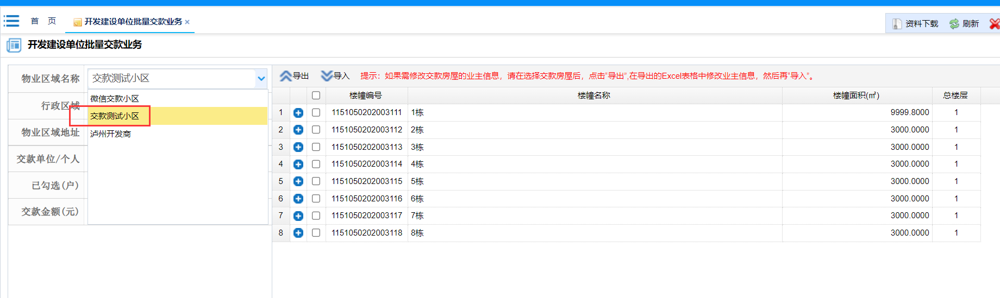 首 页 开发建设单位批量交款业务 × 资料下载 刷新
开发建设单位批量交款业务
物业区域名称 交款测试小区
微信交款小区
交款测试小区
泸州开发商
行政区域
物业区域地址
交款单位/个人
已勾选(户)
交款金额(元)
导出 导入 提示：如果需修改交款房屋的业主信息，请在选择交款房屋后，点击“导出”,在导出的Excel表格中修改业主信息，然后再“导入”。
楼幢编号 楼幢名称 楼幢面积(㎡) 总楼层
1 1151050202003111 1栋 9999.8000 1
2 1151050202003112 2栋 3000.0000 1
3 1151050202003113 3栋 3000.0000 1
4 1151050202003114 4栋 3000.0000 1
5 1151050202003115 5栋 3000.0000 1
6 1151050202003116 6栋 3000.0000 1
7 1151050202003117 7栋 3000.0000 1
8 1151050202003118 8栋 3000.0000 1